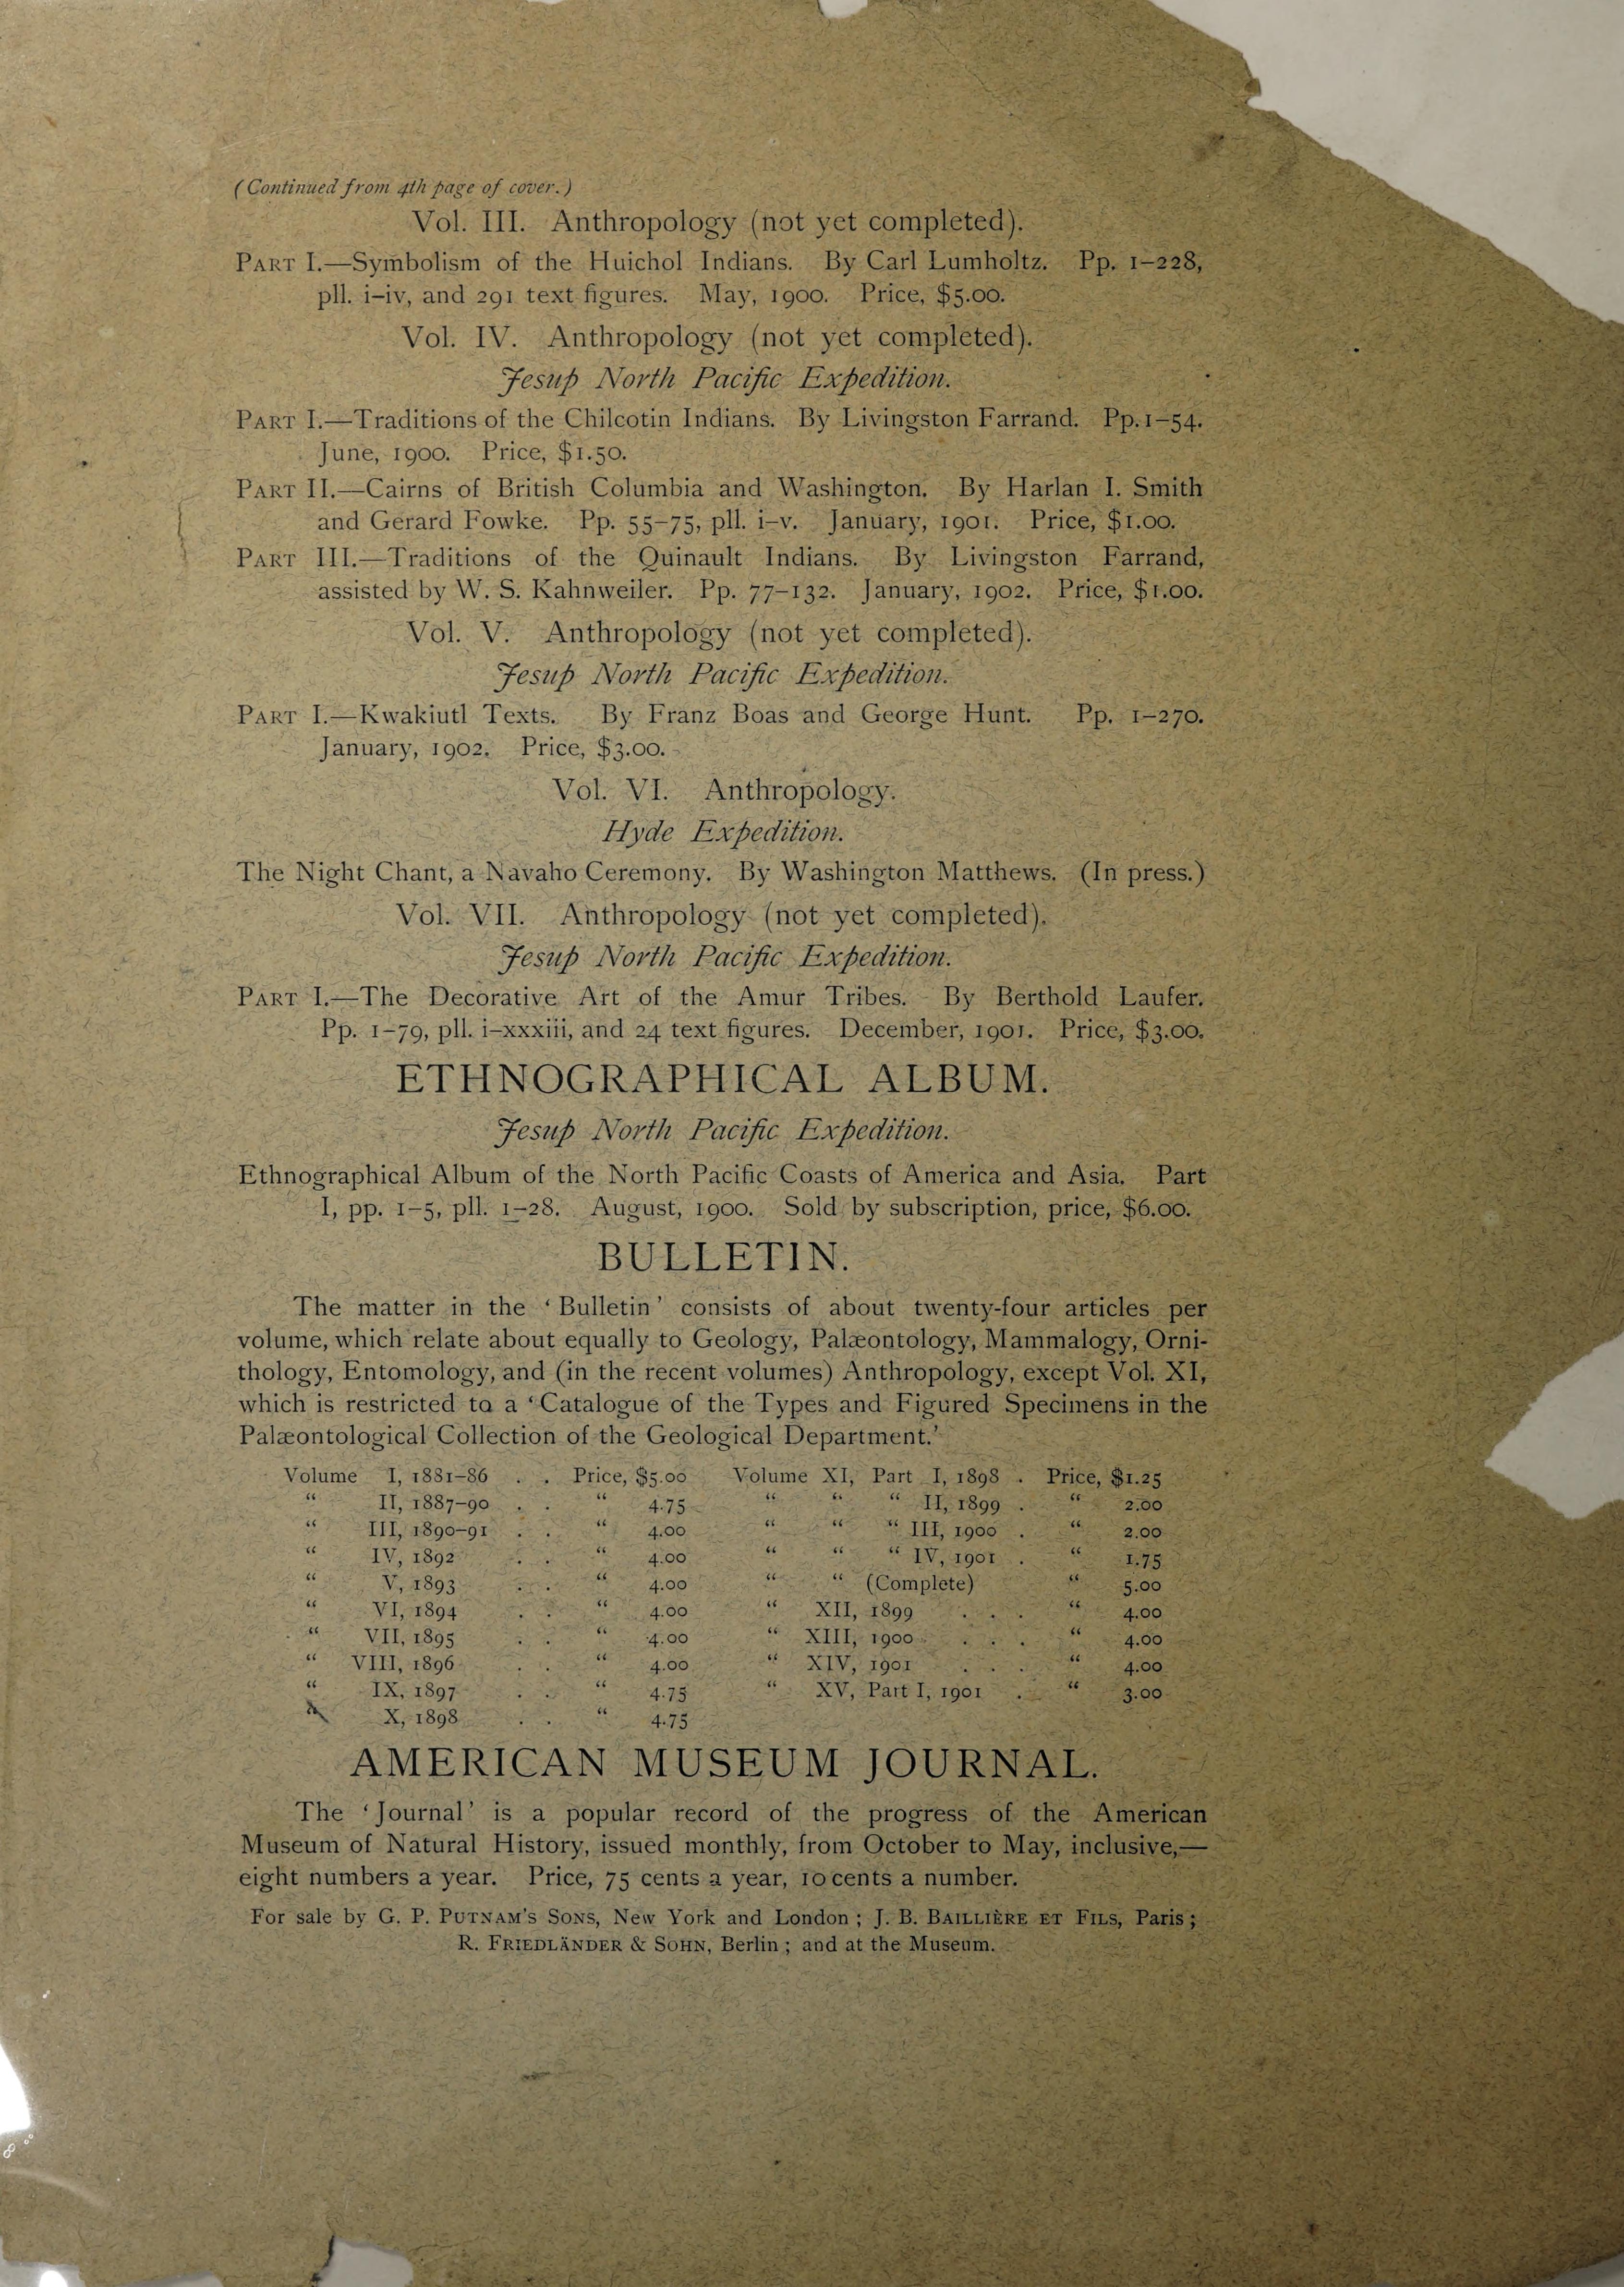 (Continued from 4th page of cover.)
Vol. III. Anthropology (not yet completed).
PART I.—Symbolism of the Huichol Indians. By Carl Lumholtz. Pp. 1–228,
pll. i–iv, and 291 text figures. May, 1900. Price, $5.00.
Vol. IV. Anthropology (not yet completed).
Jesup North Pacific Expedition.
PART I.—Traditions of the Chilcotin Indians. By Livingston Farrand. Pp. 1–54.
June, 1900. Price, $1.50.
PART II.—Cairns of British Columbia and Washington. By Harlan I. Smith
and Gerard Fowke. Pp. 55–75, pll. i–v. January, 1901. Price, $1.00.
PART III.—Traditions of the Quinault Indians. By Livingston Farrand,
assisted by W. S. Kahnweiler. Pp. 77–132. January, 1902. Price, $1.00.
Vol. V. Anthropology (not yet completed).
Jesup North Pacific Expedition.
PART I.—Kwakiutl Texts. By Franz Boas and George Hunt. Pp. 1–270.
January, 1902. Price, $3.00.
Vol. VI. Anthropology.
Hyde Expedition.
The Night Chant, a Navaho Ceremony. By Washington Matthews. (In press.)
Vol. VII. Anthropology (not yet completed).
Jesup North Pacific Expedition.
PART I.—The Decorative Art of the Amur Tribes. By Berthold Laufer.
Pp. 1–79, pll. i–xxxiii, and 24 text figures. December, 1901. Price, $3.00.
ETHNOGRAPHICAL ALBUM.
Jesup North Pacific Expedition.
Ethnographical Album of the North Pacific Coasts of America and Asia. Part
I, pp. 1–5, pll. 1–28. August, 1900. Sold by subscription, price, $6.00.
BULLETIN.
The matter in the ‘Bulletin’ consists of about twenty-four articles per
volume, which relate about equally to Geology, Palæontology, Mammalogy, Orni-
thology, Entomology, and (in the recent volumes) Anthropology, except Vol. XI,
which is restricted to a ‘Catalogue of the Types and Figured Specimens in the
Palæontological Collection of the Geological Department.’
Volume I, 1881–86 . . Price, $5.00 Volume XI, Part I, 1898 . Price, $1.25
“ II, 1887–90 . . “ 4.75 “ “ “ II, 1899 . “ 2.00
“ III, 1890–91 . . “ 4.00 “ “ “ III, 1900 . “ 2.00
“ IV, 1892 . . “ 4.00 “ “ “ IV, 1901 . “ 1.75
“ V, 1893 . . “ 4.00 “ “ (Complete) “ 5.00
“ VI, 1894 . . “ 4.00 “ XII, 1899 . . . “ 4.00
“ VII, 1895 . . “ 4.00 “ XIII, 1900 . . . “ 4.00
“ VIII, 1896 . . “ 4.00 “ XIV, 1901 . . . “ 4.00
“ IX, 1897 . . “ 4.75 “ XV, Part I, 1901 . “ 3.00
X, 1898 . . “ 4.75
AMERICAN MUSEUM JOURNAL.
The ‘Journal’ is a popular record of the progress of the American
Museum of Natural History, issued monthly, from October to May, inclusive,—
eight numbers a year. Price, 75 cents a year, 10 cents a number.
For sale by G. P. PUTNAM'S SONS, New York and London; J. B. BAILLIÈRE ET FILS, Paris;
R. FRIEDLÄNDER & SOHN, Berlin; and at the Museum.